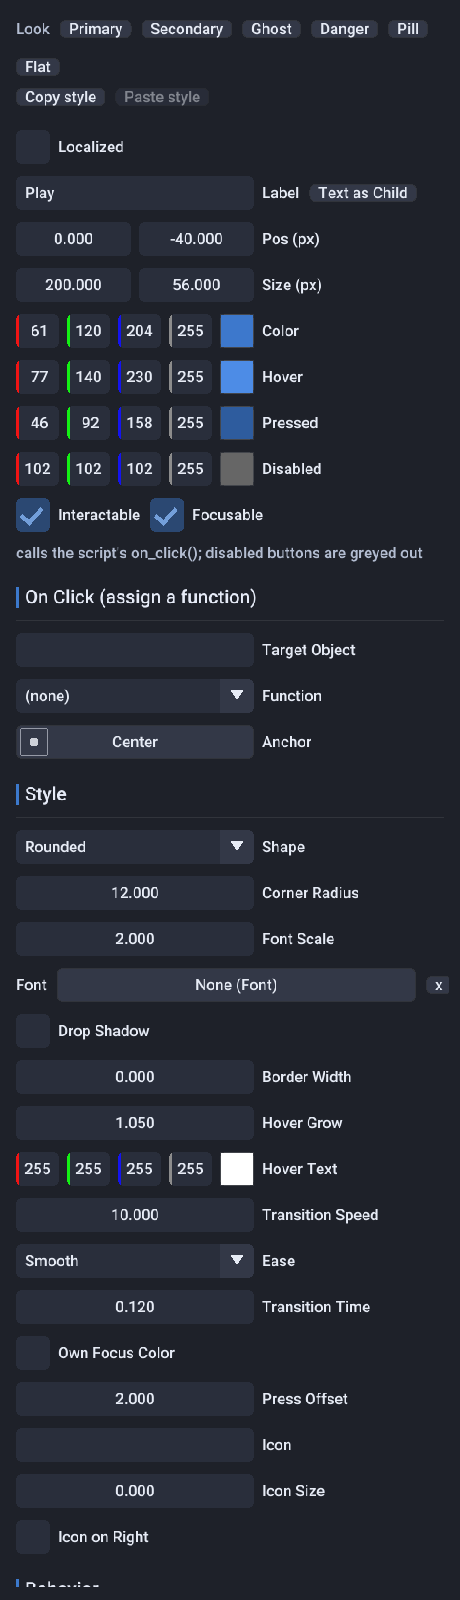 Look Primary Secondary Ghost Danger Pill
Flat
Copy style Paste style
Localized
Play Label Text as Child
0.000 -40.000 Pos (px)
200.000 56.000 Size (px)
61 120 204 255 Color
77 140 230 255 Hover
46 92 158 255 Pressed
102 102 102 255 Disabled
Interactable Focusable
calls the script's on_click(); disabled buttons are greyed out
On Click (assign a function)
Target Object
(none) Function
Center Anchor
Style
Rounded Shape
12.000 Corner Radius
2.000 Font Scale
Font None (Font) x
Drop Shadow
0.000 Border Width
1.050 Hover Grow
255 255 255 255 Hover Text
10.000 Transition Speed
Smooth Ease
0.120 Transition Time
Own Focus Color
2.000 Press Offset
Icon
0.000 Icon Size
Icon on Right
Behavior